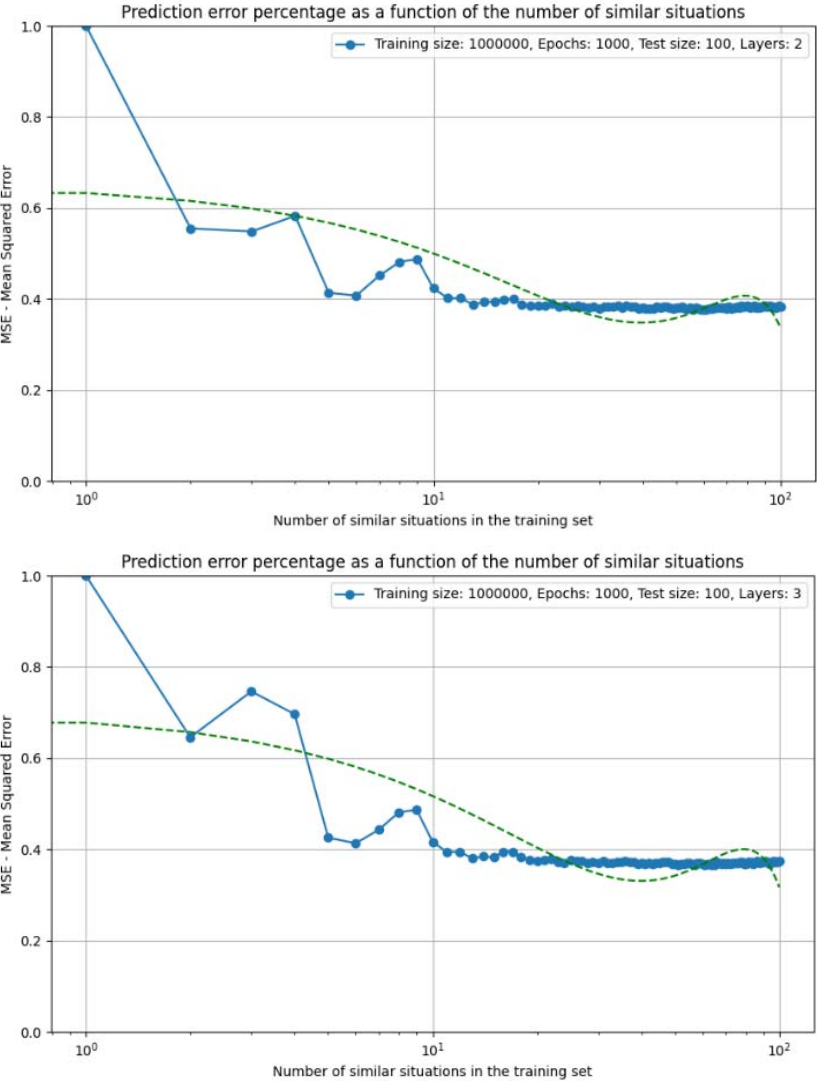 Prediction error percentage as a function of the number of similar situations
Training size: 1000000, Epochs: 1000, Test size: 100, Layers: 2
MSE - Mean Squared Error
1.0
0.8
0.6
0.4
0.2
0.0
10⁰ 10¹ 10²
Number of similar situations in the training set
Prediction error percentage as a function of the number of similar situations
Training size: 1000000, Epochs: 1000, Test size: 100, Layers: 3
MSE - Mean Squared Error
1.0
0.8
0.6
0.4
0.2
0.0
10⁰ 10¹ 10²
Number of similar situations in the training set